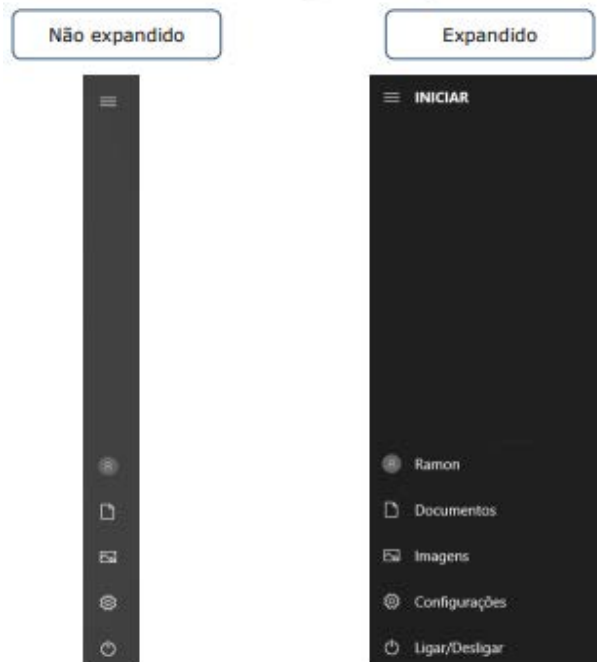 Não expandido
Expandido
INICIAR
Ramon
Documentos
Imagens
Configurações
Ligar/Desligar